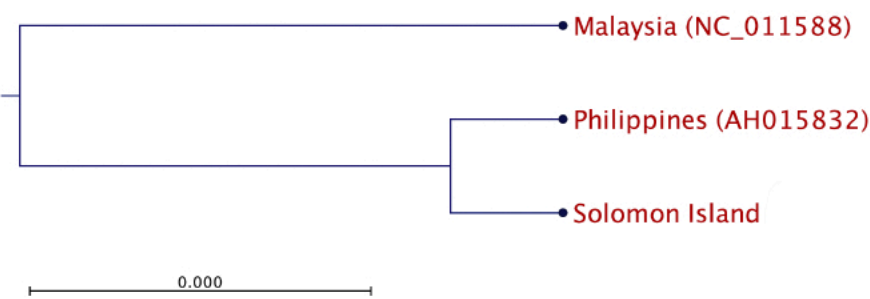 Malaysia (NC_011588)
Philippines (AH015832)
Solomon Island
0.000